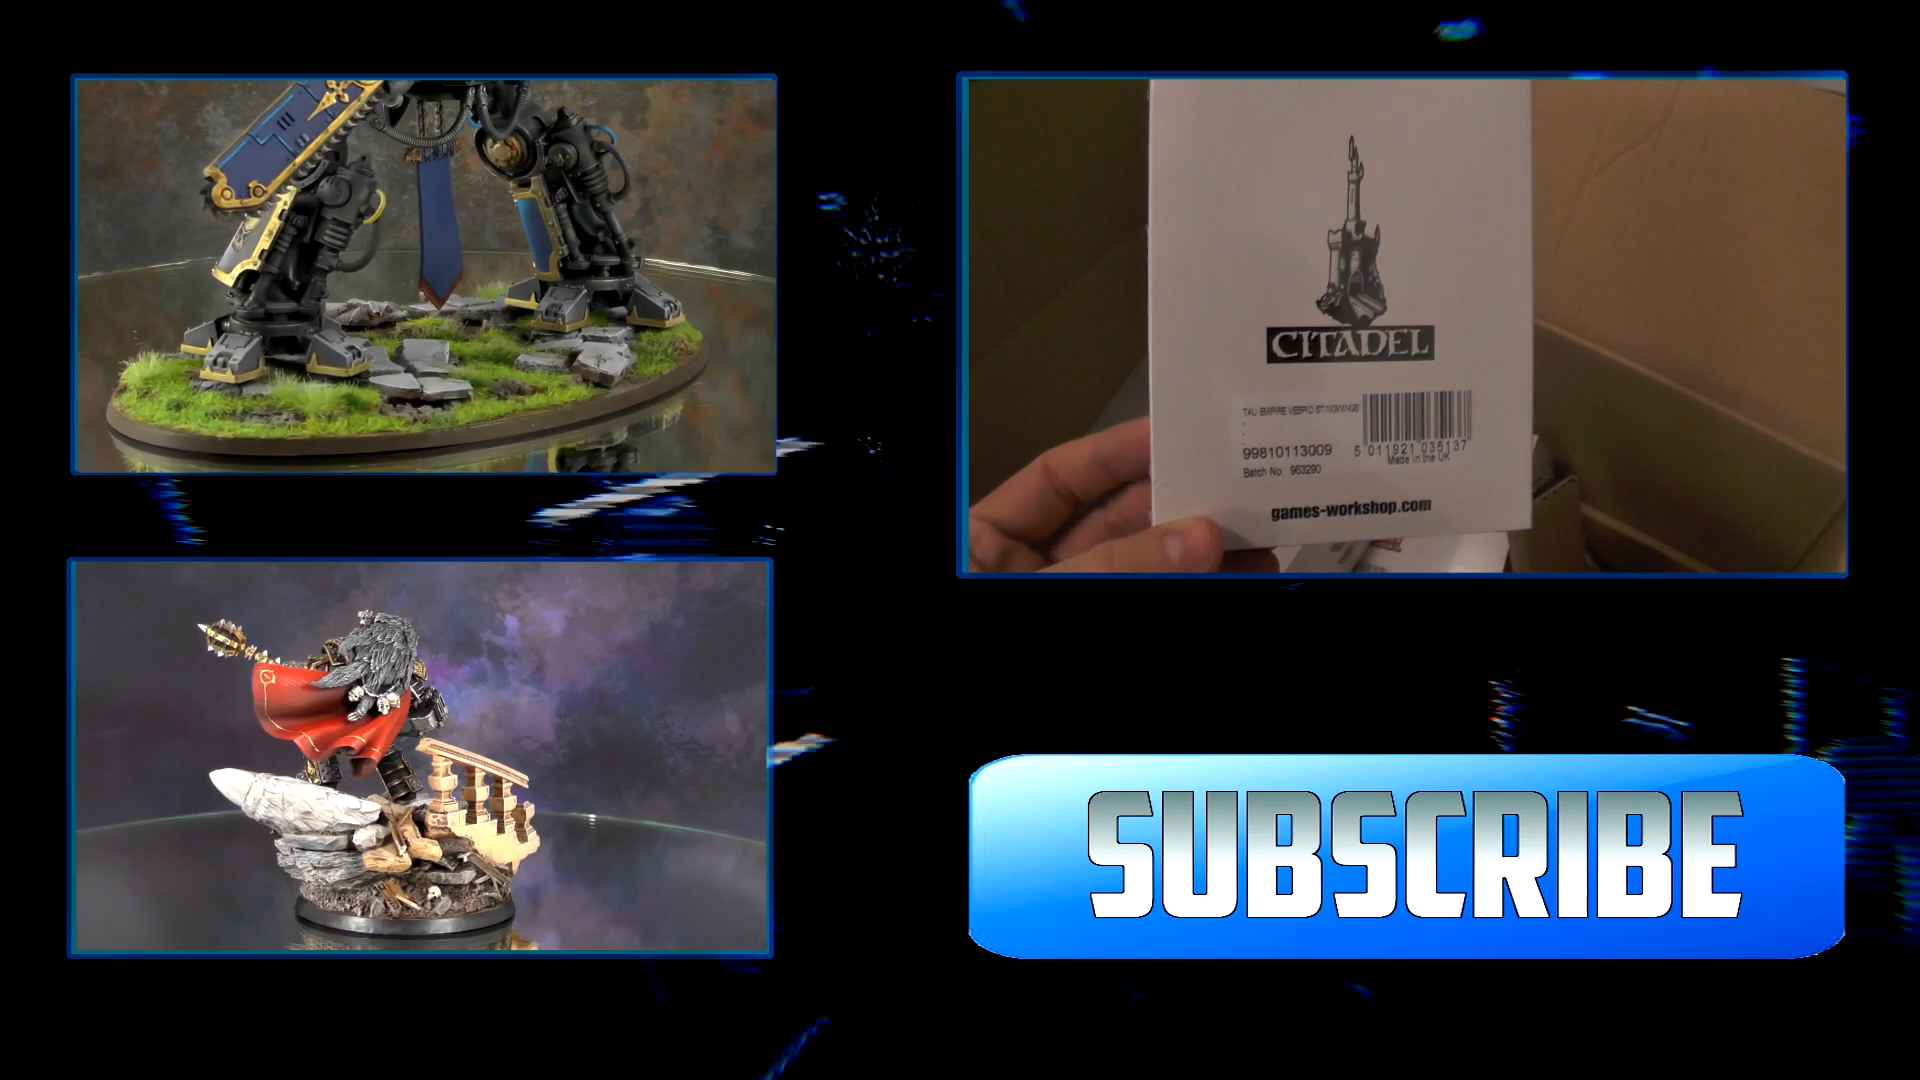 CITADEL
TAU EMPIRE VESPID STINGWINGS
99810113009
5 011921 035137
Made in the UK
Batch No: 963290
games-workshop.com
SUBSCRIBE